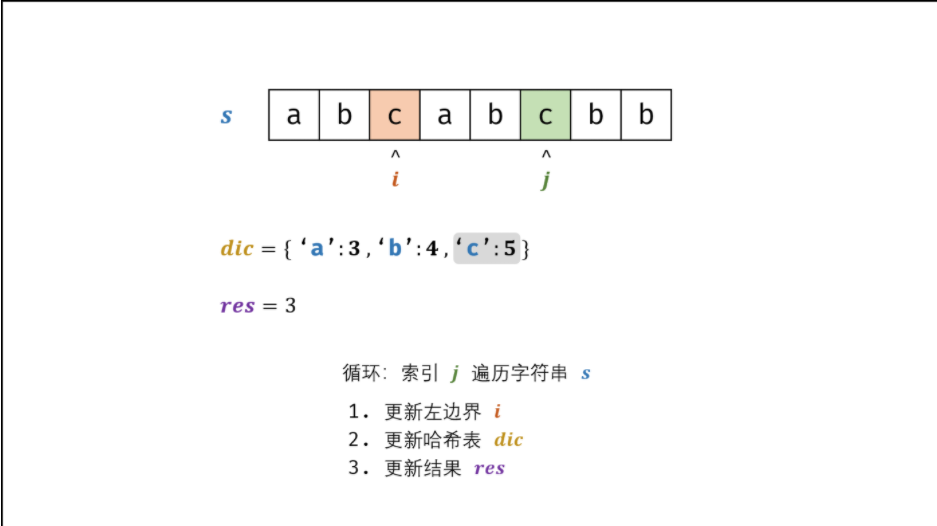 s a b c a b c b b
^ ^
i j
dic = { ‘a’:3,‘b’:4,‘c’:5}
res = 3
循环：索引 j 遍历字符串 s
1. 更新左边界 i
2. 更新哈希表 dic
3. 更新结果 res